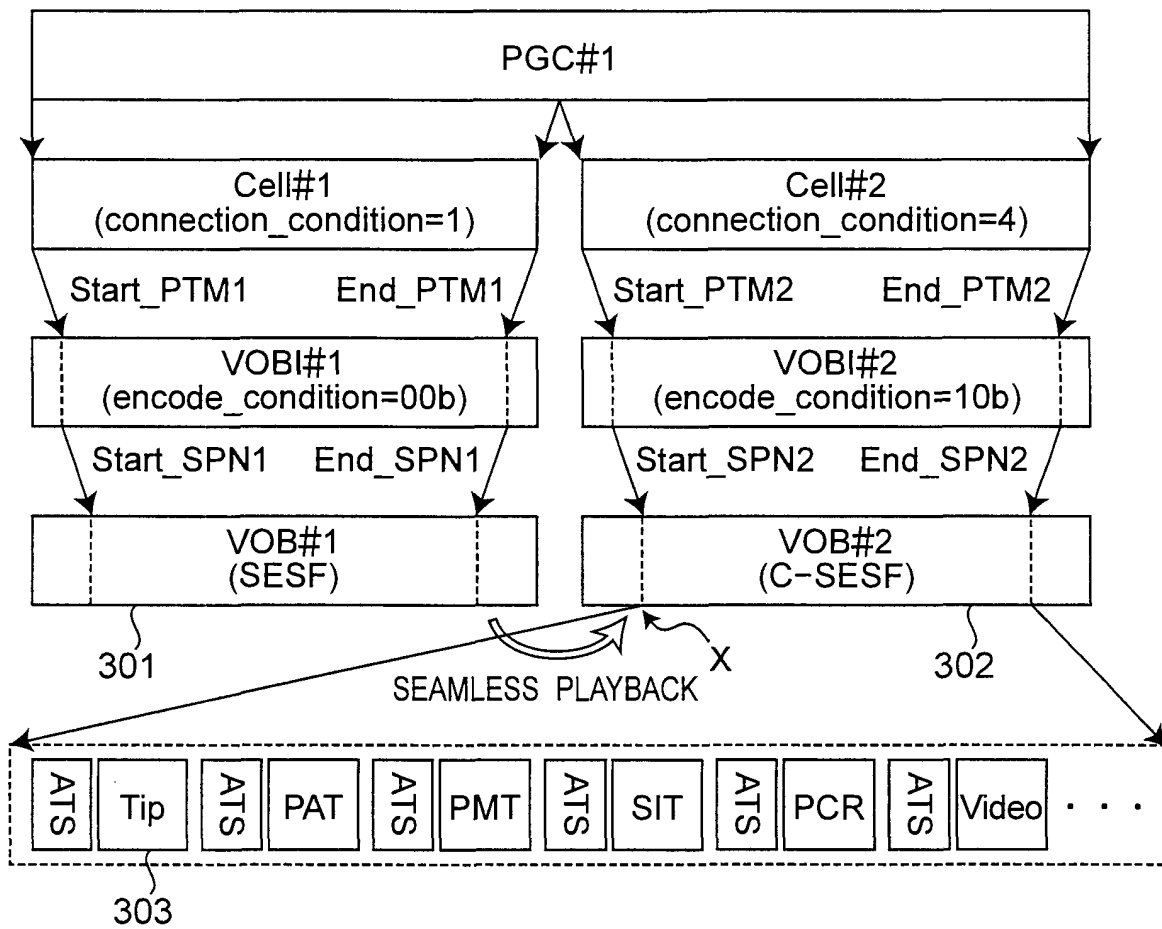 PGC#1
Cell#1
(connection_condition=1)
Cell#2
(connection_condition=4)
Start_PTM1
End_PTM1
Start_PTM2
End_PTM2
VOBI#1
(encode_condition=00b)
VOBI#2
(encode_condition=10b)
Start_SPN1
End_SPN1
Start_SPN2
End_SPN2
VOB#1
(SESF)
VOB#2
(C-SESF)
301
SEAMLESS PLAYBACK
X
302
ATS
Tip
ATS
PAT
ATS
PMT
ATS
SIT
ATS
PCR
ATS
Video
· · ·
303